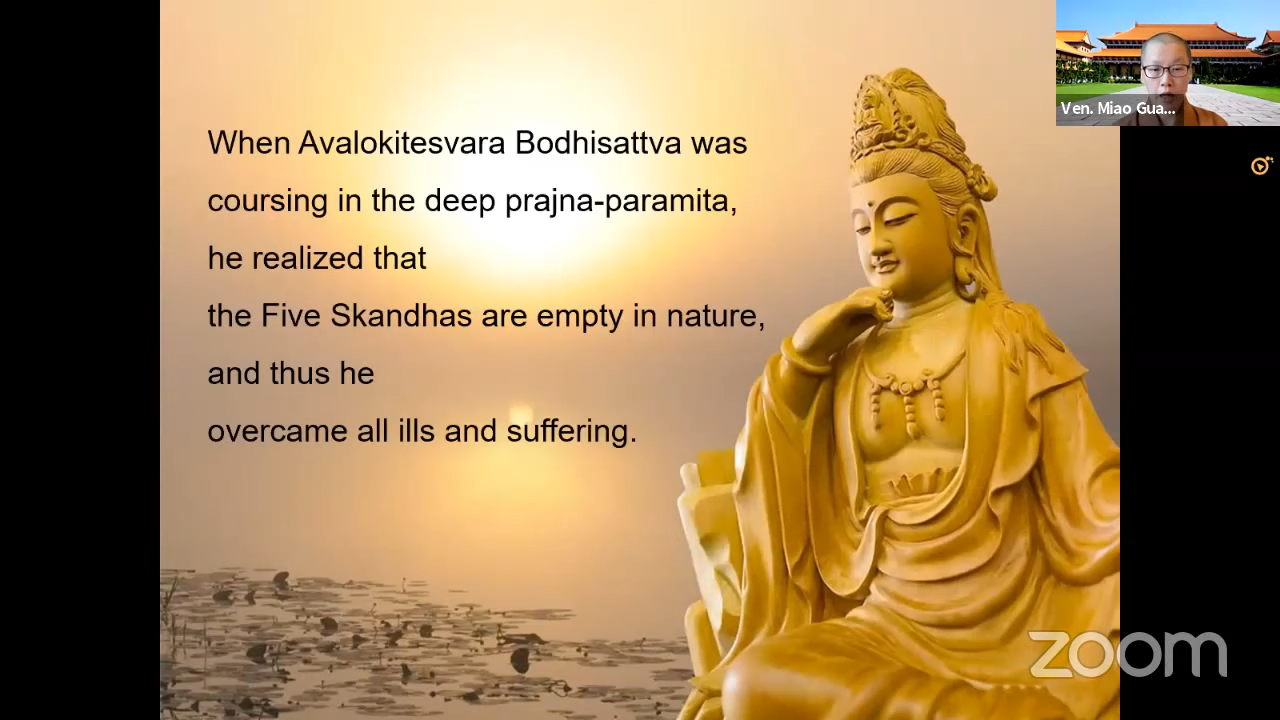 When Avalokitesvara Bodhisattva was
coursing in the deep prajna-paramita,
he realized that
the Five Skandhas are empty in nature,
and thus he
overcame all ills and suffering.
Ven. Miao Gua...
zoom